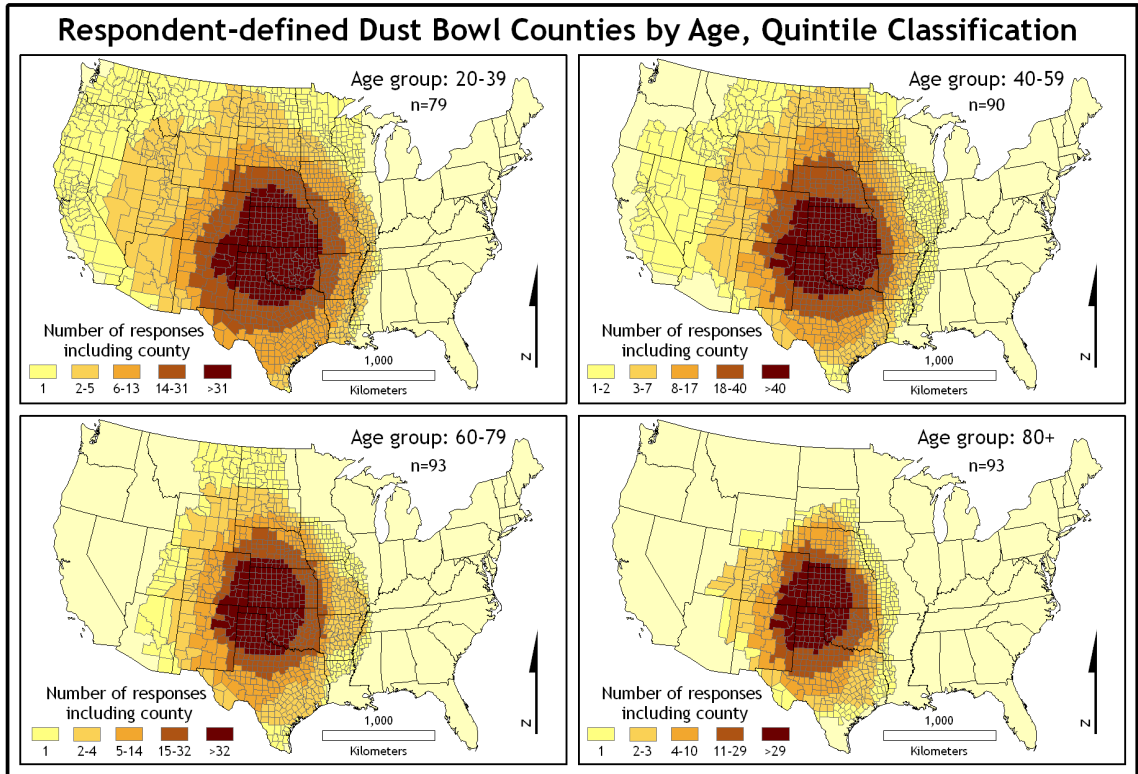 Respondent-defined Dust Bowl Counties by Age, Quintile Classification
Age group: 20-39
n=79
Number of responses
including county
1 2-5 6-13 14-31 >31
1,000
Kilometers
N
Age group: 40-59
n=90
Number of responses
including county
1-2 3-7 8-17 18-40 >40
1,000
Kilometers
N
Age group: 60-79
n=93
Number of responses
including county
1 2-4 5-14 15-32 >32
1,000
Kilometers
N
Age group: 80+
n=93
Number of responses
including county
1 2-3 4-10 11-29 >29
1,000
Kilometers
N